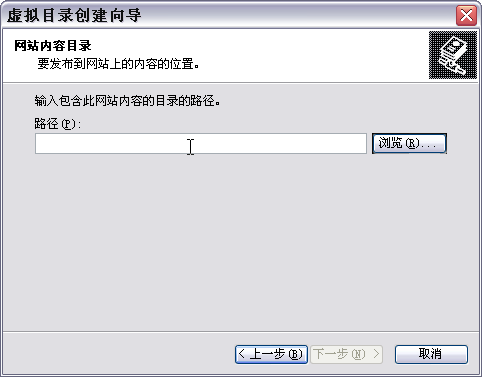 虚拟目录创建向导
网站内容目录
要发布到网站上的内容的位置。
输入包含此网站内容的目录的路径。
路径(P):
浏览(R)...
< 上一步(B)
下一步(N) >
取消